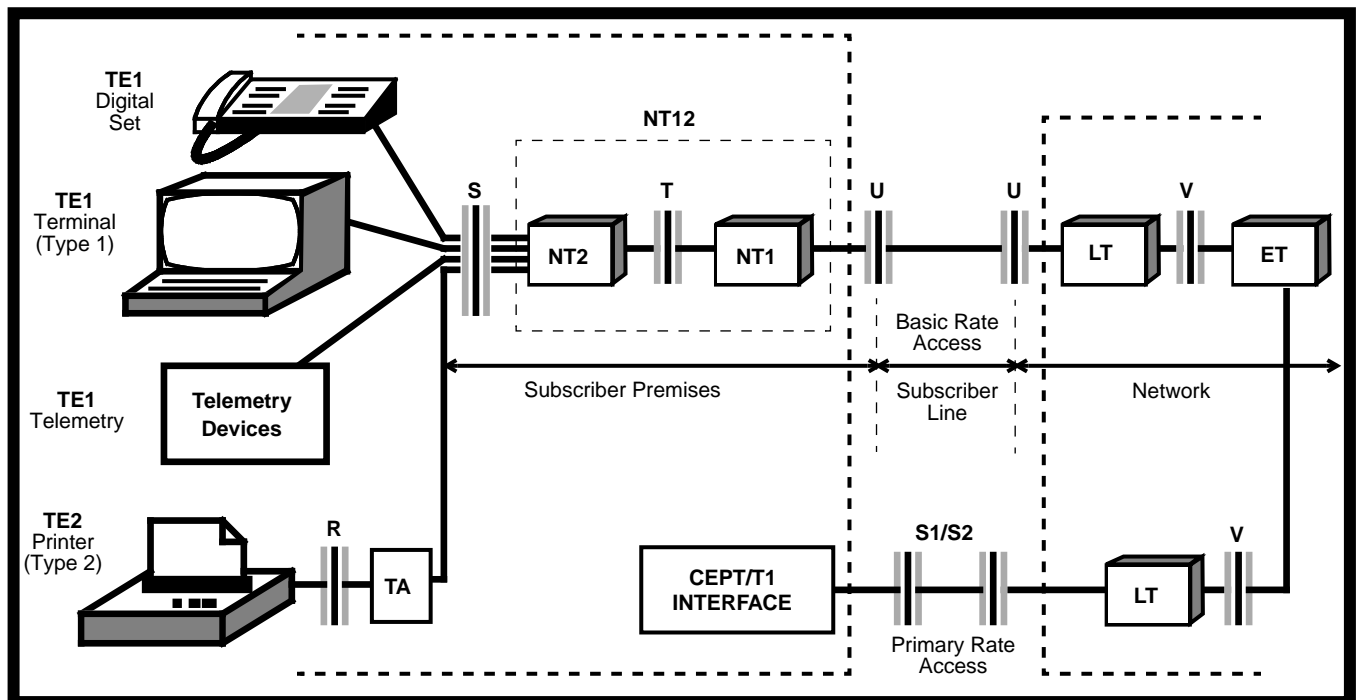 TE1
Digital
Set
NT12
TE1
Terminal
(Type 1)
S
NT2
T
NT1
U
U
LT
V
ET
Basic Rate
Access
Subscriber Premises
Subscriber
Line
Network
TE1
Telemetry
Telemetry
Devices
TE2
Printer
(Type 2)
R
TA
CEPT/T1
INTERFACE
S1/S2
LT
V
Primary Rate
Access